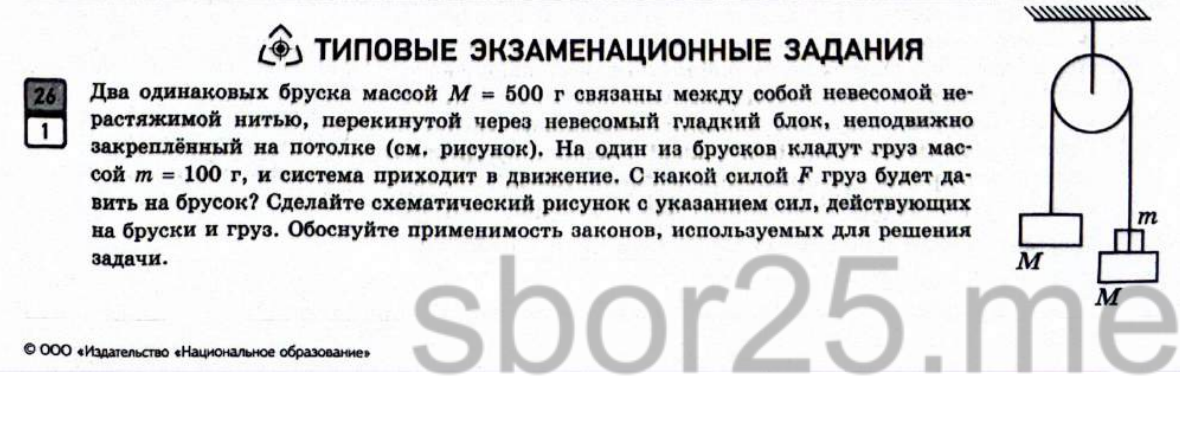 ТИПОВЫЕ ЭКЗАМЕНАЦИОННЫЕ ЗАДАНИЯ
26
1
Два одинаковых бруска массой M = 500 г связаны между собой невесомой не-
растяжимой нитью, перекинутой через невесомый гладкий блок, неподвижно
закреплённый на потолке (см. рисунок). На один из брусков кладут груз мас-
сой m = 100 г, и система приходит в движение. С какой силой F груз будет да-
вить на брусок? Сделайте схематический рисунок с указанием сил, действующих
на бруски и груз. Обоснуйте применимость законов, используемых для решения
задачи.
m
M
M
sbor25.me
© ООО «Издательство «Национальное образование»